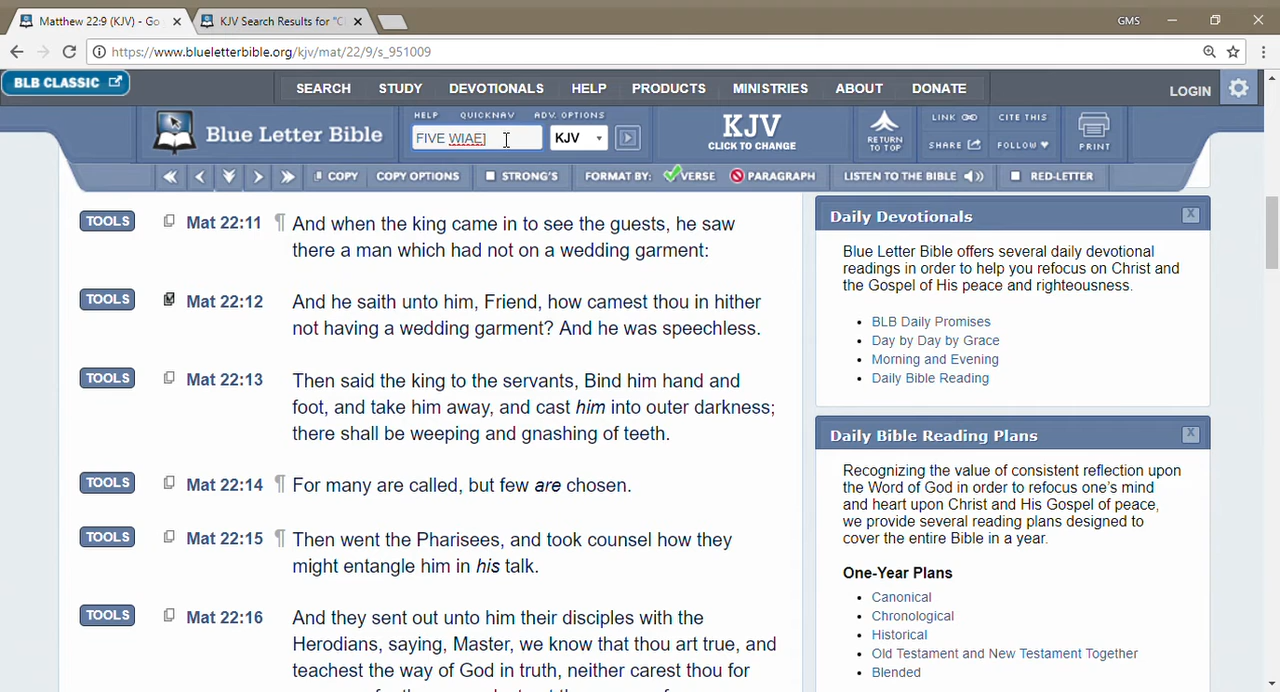 Matthew 22:9 (KJV) - Go
KJV Search Results for "C
GMS
https://www.blueletterbible.org/kjv/mat/22/9/s_951009
BLB CLASSIC
SEARCH STUDY DEVOTIONALS HELP PRODUCTS MINISTRIES ABOUT DONATE
LOGIN
Blue Letter Bible
HELP QUICKNAV ADV. OPTIONS
FIVE WIAE]
KJV
KJV
CLICK TO CHANGE
RETURN TO TOP
LINK CITE THIS
SHARE FOLLOW
PRINT
COPY COPY OPTIONS STRONG'S FORMAT BY: VERSE PARAGRAPH LISTEN TO THE BIBLE RED-LETTER
TOOLS Mat 22:11 ¶ And when the king came in to see the guests, he saw
there a man which had not on a wedding garment:
TOOLS Mat 22:12 And he saith unto him, Friend, how camest thou in hither
not having a wedding garment? And he was speechless.
TOOLS Mat 22:13 Then said the king to the servants, Bind him hand and
foot, and take him away, and cast him into outer darkness;
there shall be weeping and gnashing of teeth.
TOOLS Mat 22:14 ¶ For many are called, but few are chosen.
TOOLS Mat 22:15 ¶ Then went the Pharisees, and took counsel how they
might entangle him in his talk.
TOOLS Mat 22:16 And they sent out unto him their disciples with the
Herodians, saying, Master, we know that thou art true, and
teachest the way of God in truth, neither carest thou for
Daily Devotionals
Blue Letter Bible offers several daily devotional
readings in order to help you refocus on Christ and
the Gospel of His peace and righteousness.
BLB Daily Promises
Day by Day by Grace
Morning and Evening
Daily Bible Reading
Daily Bible Reading Plans
Recognizing the value of consistent reflection upon
the Word of God in order to refocus one's mind
and heart upon Christ and His Gospel of peace,
we provide several reading plans designed to
cover the entire Bible in a year.
One-Year Plans
Canonical
Chronological
Historical
Old Testament and New Testament Together
Blended